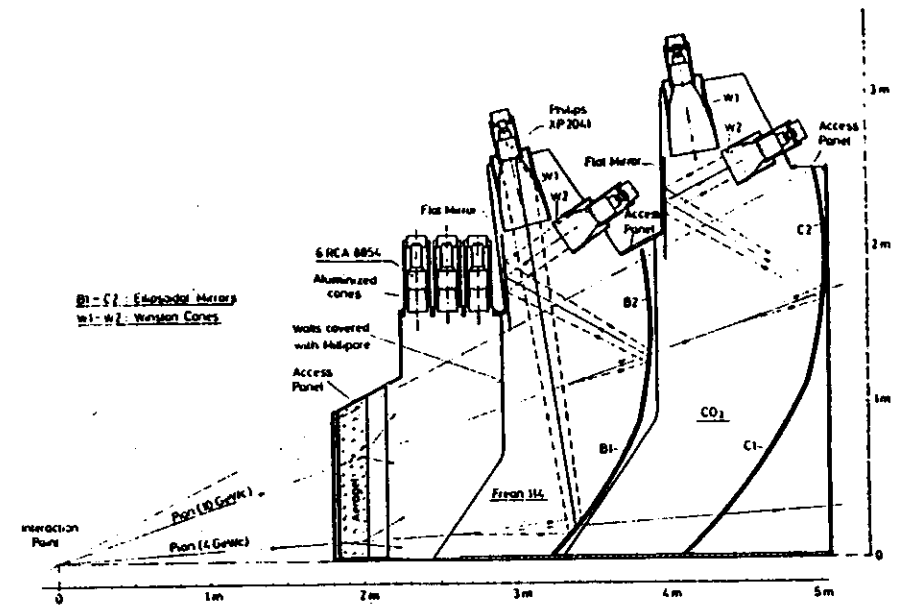 3m
Philips
XP2041
W1
W2
Access
Panel
Flat Mirror
W1
W2
Flat Mirror
Access
Panel
C2
2m
6 RCA 8854
Aluminized
cones
B1 - C2 : Ellipsoidal Mirrors
W1 - W2 : Winston Cones
B2
Walls covered
with Millipore
Access
Panel
1m
CO2
B1
C1
Aerogel
Freon 114
Pion (10 GeV/c)
Interaction
Point
Pion (4 GeV/c)
0
0
1m
2m
3m
4m
5m